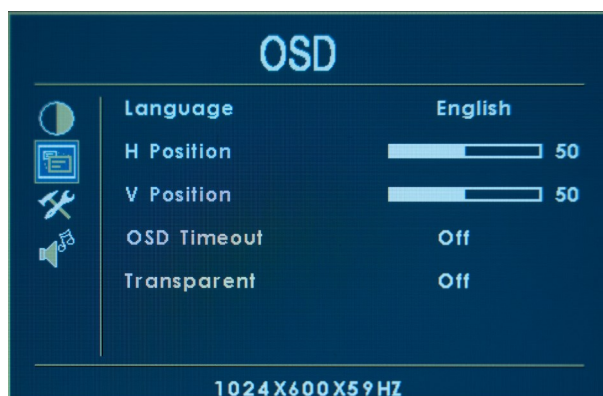 OSD
Language English
H Position 50
V Position 50
OSD Timeout Off
Transparent Off
1024X600X59HZ